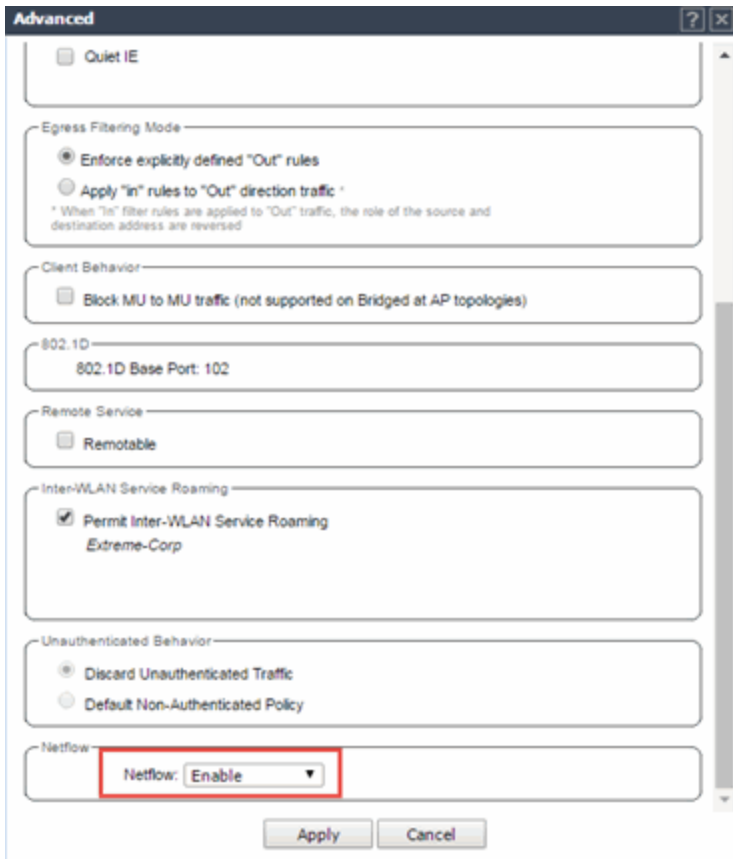 Advanced
?
Quiet IE
Egress Filtering Mode
Enforce explicitly defined "Out" rules
Apply "in" rules to "Out" direction traffic *
* When "In" filter rules are applied to "Out" traffic, the role of the source and
destination address are reversed
Client Behavior
Block MU to MU traffic (not supported on Bridged at AP topologies)
802.1D
802.1D Base Port: 102
Remote Service
Remotable
Inter-WLAN Service Roaming
Permit Inter-WLAN Service Roaming
Extreme-Corp
Unauthenticated Behavior
Discard Unauthenticated Traffic
Default Non-Authenticated Policy
Netflow
Netflow: Enable
Apply Cancel